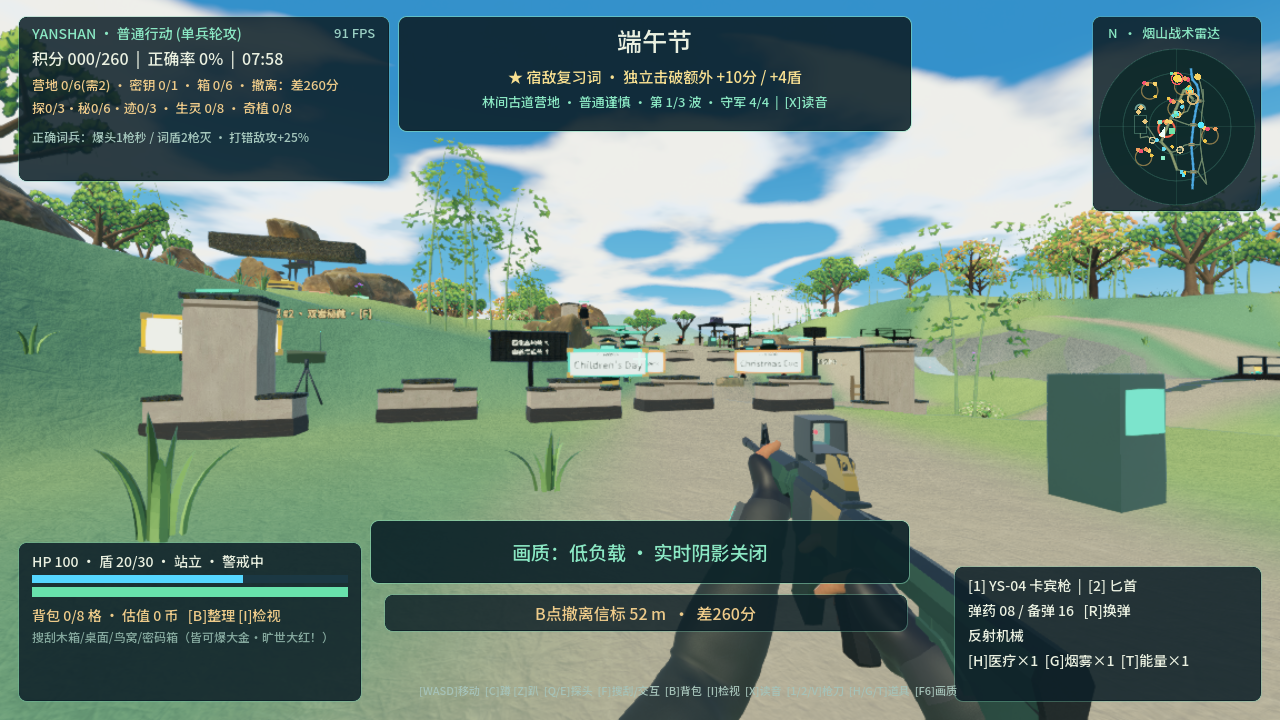 YANSHAN · 普通行动 (单兵轮攻) 91 FPS
积分 000/260 | 正确率 0% | 07:58
营地 0/6(需2) · 密钥 0/1 · 箱 0/6 · 撤离: 差260分
探0/3 · 秘0/6 · 迹0/3 · 生灵 0/8 · 奇植 0/8
正确词兵: 爆头1枪秒 / 词盾2枪灭 · 打错敌攻+25%
端午节
★ 宿敌复习词 · 独立击破额外 +10分 / +4盾
林间古道营地 · 普通谨慎 · 第 1/3 波 · 守军 4/4 | [X]读音
N · 烟山战术雷达
Children's Day
Christmas Eve
画质: 低负载 · 实时阴影关闭
B点撤离信标 52 m · 差260分
HP 100 · 盾 20/30 · 站立 · 警戒中
背包 0/8 格 · 估值 0 币 [B]整理 [I]检视
搜刮木箱/桌面/鸟窝/密码箱（皆可爆大金·旷世大红！）
[1] YS-04 卡宾枪 | [2] 匕首
弹药 08 / 备弹 16 [R]换弹
反射机械
[H]医疗×1 [G]烟雾×1 [T]能量×1
[WASD]移动 [B]背包 [I]检视 [F6]画质